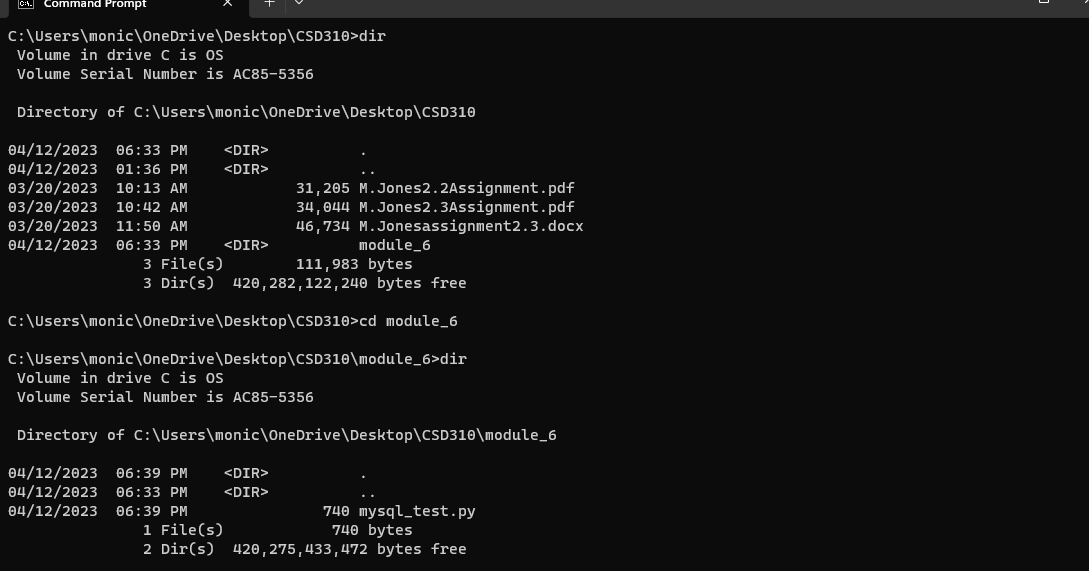 Command Prompt
C:\Users\monic\OneDrive\Desktop\CSD310>dir
 Volume in drive C is OS
 Volume Serial Number is AC85-5356

 Directory of C:\Users\monic\OneDrive\Desktop\CSD310

04/12/2023  06:33 PM    <DIR>          .
04/12/2023  01:36 PM    <DIR>          ..
03/20/2023  10:13 AM            31,205 M.Jones2.2Assignment.pdf
03/20/2023  10:42 AM            34,044 M.Jones2.3Assignment.pdf
03/20/2023  11:50 AM            46,734 M.Jonesassignment2.3.docx
04/12/2023  06:33 PM    <DIR>          module_6
               3 File(s)        111,983 bytes
               3 Dir(s)  420,282,122,240 bytes free

C:\Users\monic\OneDrive\Desktop\CSD310>cd module_6

C:\Users\monic\OneDrive\Desktop\CSD310\module_6>dir
 Volume in drive C is OS
 Volume Serial Number is AC85-5356

 Directory of C:\Users\monic\OneDrive\Desktop\CSD310\module_6

04/12/2023  06:39 PM    <DIR>          .
04/12/2023  06:33 PM    <DIR>          ..
04/12/2023  06:39 PM               740 mysql_test.py
               1 File(s)            740 bytes
               2 Dir(s)  420,275,433,472 bytes free